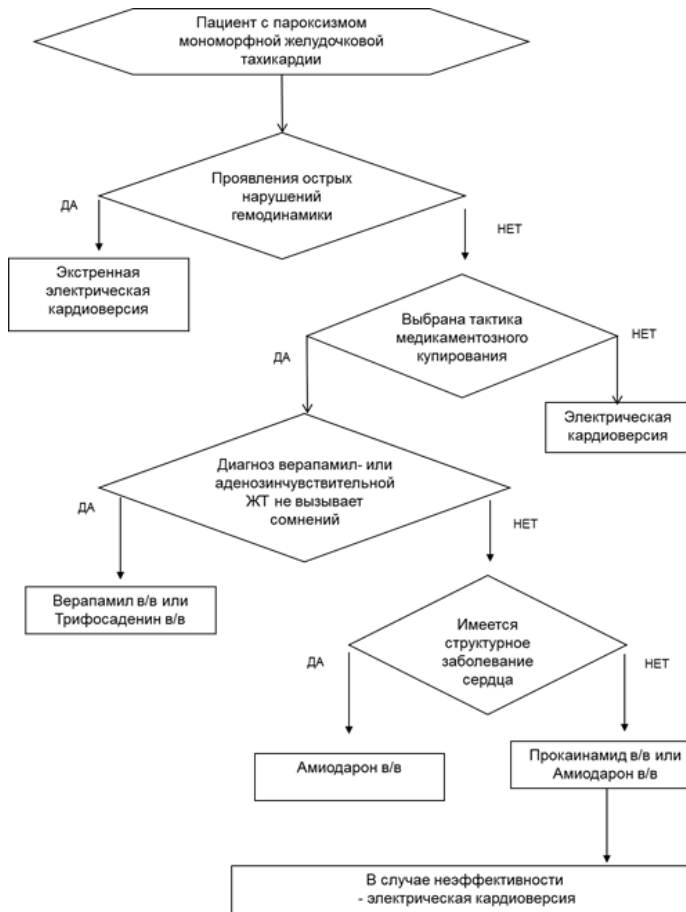 Пациент с пароксизмом
мономорфной желудочковой
тахикардии
Проявления острых
нарушений
гемодинамики
ДА
НЕТ
Экстренная
электрическая
кардиоверсия
Выбрана тактика
медикаментозного
купирования
ДА
НЕТ
Электрическая
кардиоверсия
Диагноз верапамил- или
аденозинчувствительной
ЖТ не вызывает
сомнений
ДА
НЕТ
Верапамил в/в или
Трифосаденин в/в
Имеется
структурное
заболевание
сердца
ДА
НЕТ
Амиодарон в/в
Прокаинамид в/в или
Амиодарон в/в
В случае неэффективности
- электрическая кардиоверсия